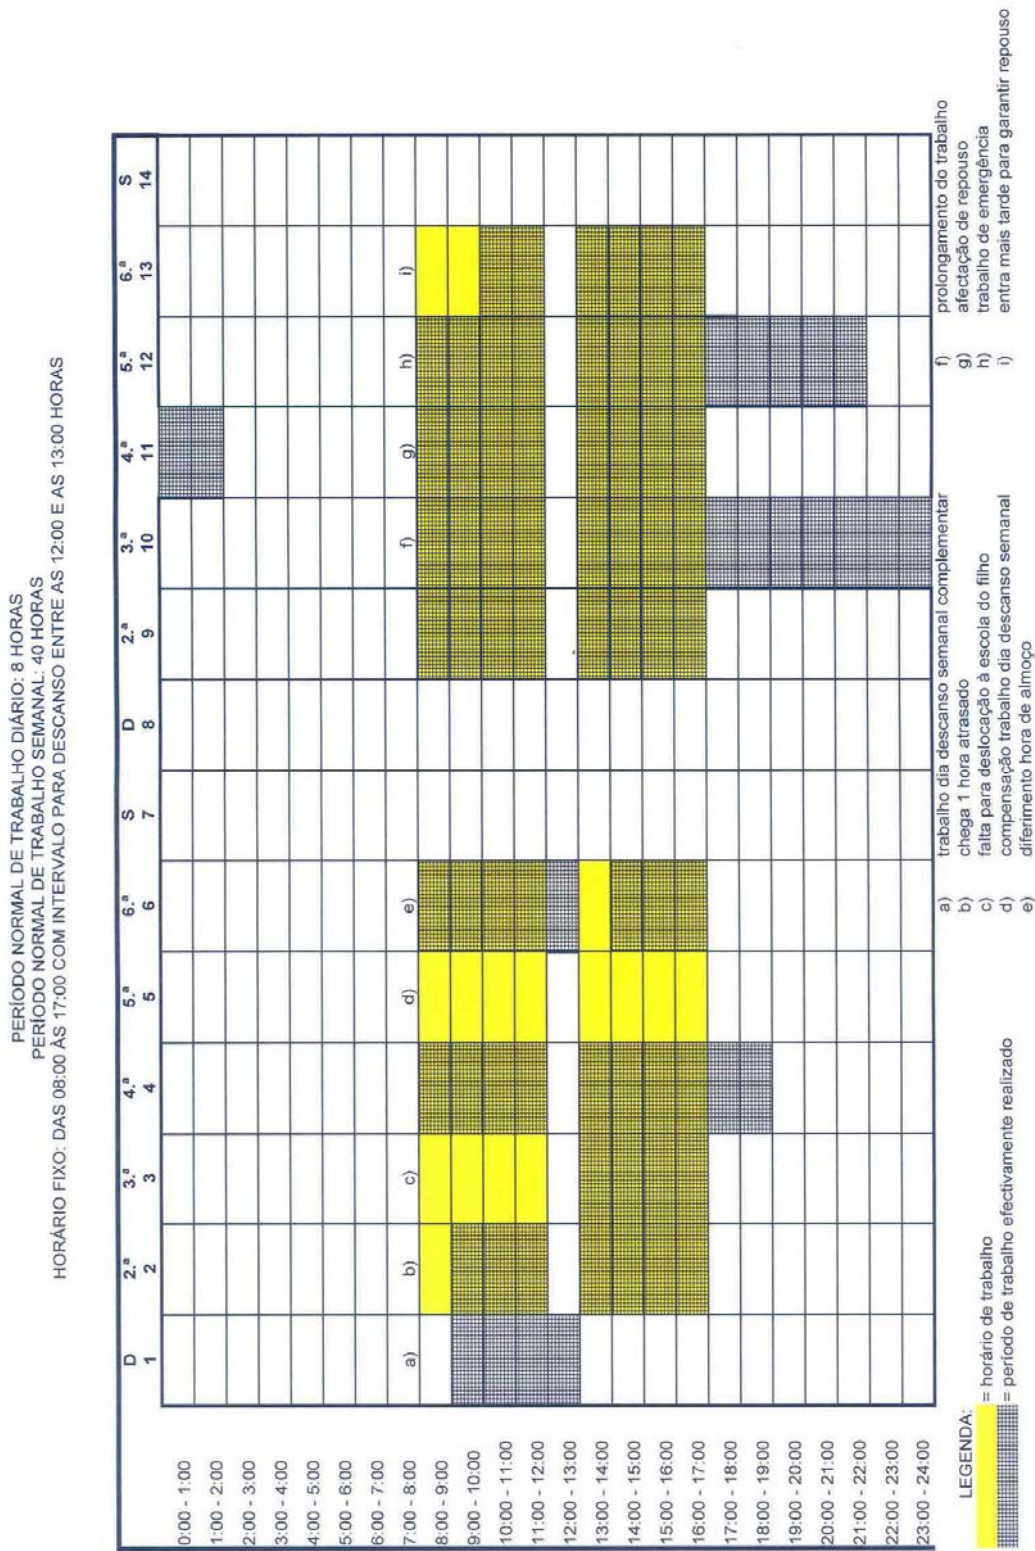 PERÍODO NORMAL DE TRABALHO DIÁRIO: 8 HORAS
PERÍODO NORMAL DE TRABALHO SEMANAL: 40 HORAS
HORÁRIO FIXO: DAS 08:00 ÀS 17:00 COM INTERVALO PARA DESCANSO ENTRE AS 12:00 E AS 13:00 HORAS
D 2.ª 3.ª 4.ª 5.ª 6.ª S D 2.ª 3.ª 4.ª 5.ª 6.ª S
1 2 3 4 5 6 7 8 9 10 11 12 13 14
0:00 - 1:00
1:00 - 2:00
2:00 - 3:00
3:00 - 4:00
4:00 - 5:00
5:00 - 6:00
6:00 - 7:00
7:00 - 8:00 a) b) c) d) e) f) g) h) i)
8:00 - 9:00
9:00 - 10:00
10:00 - 11:00
11:00 - 12:00
12:00 - 13:00
13:00 - 14:00
14:00 - 15:00
15:00 - 16:00
16:00 - 17:00
17:00 - 18:00
18:00 - 19:00
19:00 - 20:00
20:00 - 21:00
21:00 - 22:00
22:00 - 23:00
23:00 - 24:00
LEGENDA:
= horário de trabalho
= período de trabalho efectivamente realizado
a) trabalho dia descanso semanal complementar
b) chega 1 hora atrasado
c) falta para deslocação à escola do filho
d) compensação trabalho dia descanso semanal
e) diferimento hora de almoço
f) prolongamento do trabalho
g) afectação de repouso
h) trabalho de emergência
i) entra mais tarde para garantir repouso